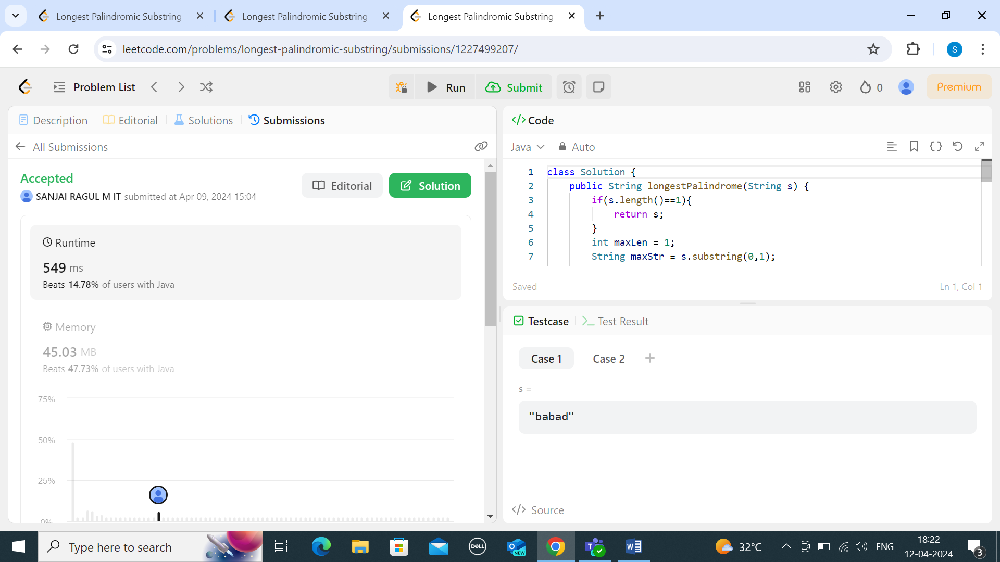 Longest Palindromic Substring
Longest Palindromic Substring
Longest Palindromic Substring
leetcode.com/problems/longest-palindromic-substring/submissions/1227499207/
S
Problem List
Run
Submit
0
Premium
Description
Editorial
Solutions
Submissions
All Submissions
Accepted
SANJAI RAGUL M IT submitted at Apr 09, 2024 15:04
Editorial
Solution
Runtime
549 ms
Beats 14.78% of users with Java
Memory
45.03 MB
Beats 47.73% of users with Java
75%
50%
25%
0%
</> Code
Java
Auto
1 class Solution {
2 public String longestPalindrome(String s) {
3 if(s.length()==1){
4 return s;
5 }
6 int maxLen = 1;
7 String maxStr = s.substring(0,1);
Saved
Ln 1, Col 1
Testcase
Test Result
Case 1
Case 2
s =
"babad"
</> Source
Type here to search
DELL
NEW
32°C
ENG
18:22
12-04-2024
3